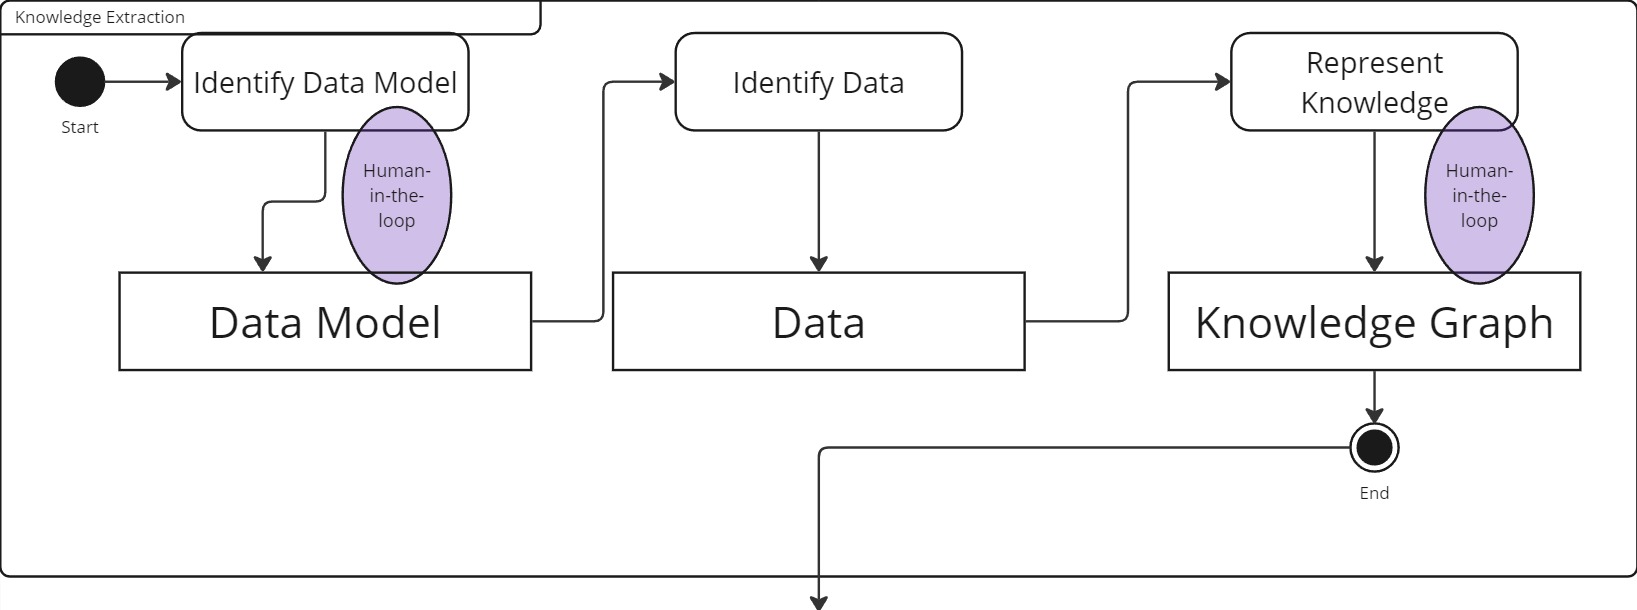 Knowledge Extraction
Identify Data Model
Identify Data
Represent
Knowledge
Start
Human-
in-the-
loop
Human-
in-the-
loop
Data Model
Data
Knowledge Graph
End